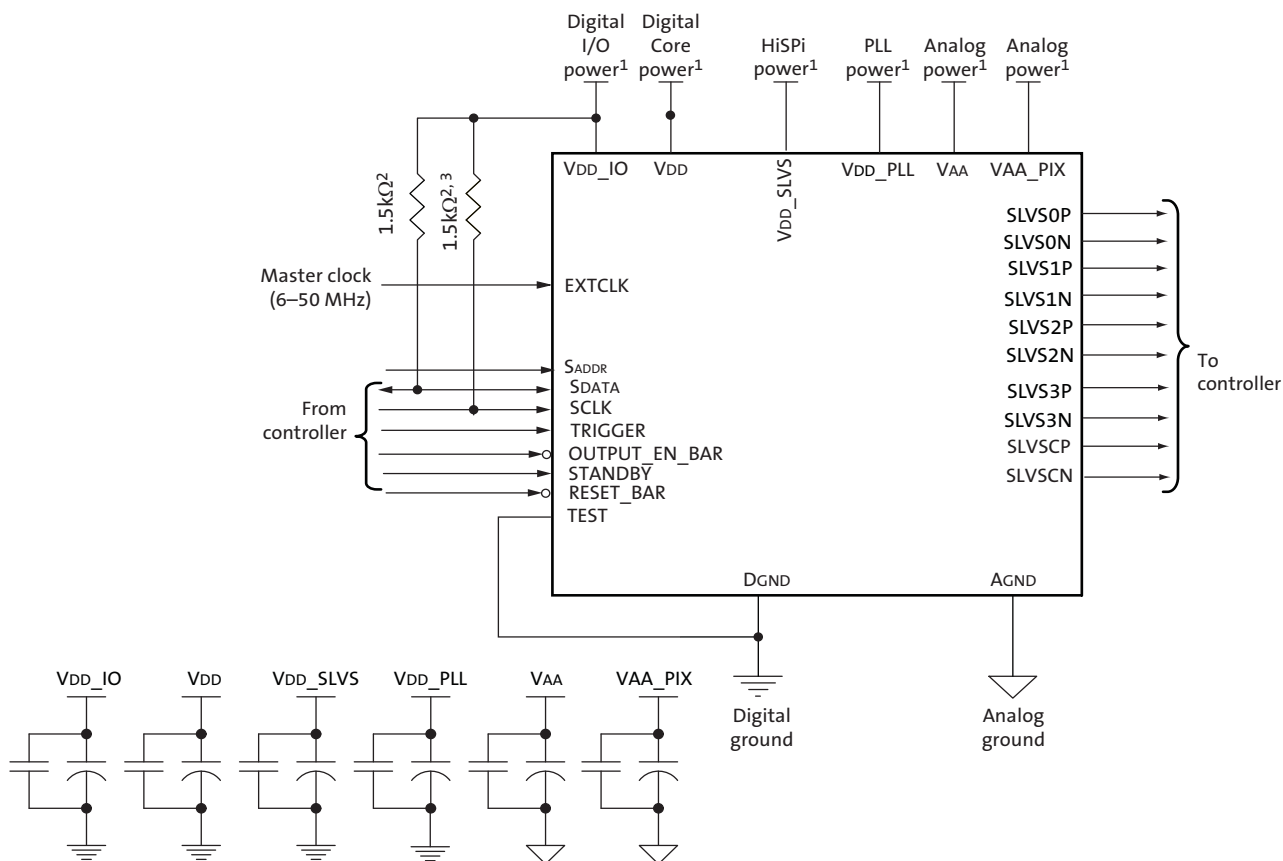 Digital
I/O
power¹
Digital
Core
power¹
HiSPi
power¹
PLL
power¹
Analog
power¹
Analog
power¹
VDD_IO
VDD
VDD_SLVS
VDD_PLL
VAA
VAA_PIX
1.5kΩ²
1.5kΩ²,³
Master clock
(6–50 MHz)
EXTCLK
SADDR
SDATA
SCLK
TRIGGER
OUTPUT_EN_BAR
STANDBY
RESET_BAR
TEST
From
controller
SLVS0P
SLVS0N
SLVS1P
SLVS1N
SLVS2P
SLVS2N
SLVS3P
SLVS3N
SLVSCP
SLVSCN
To
controller
DGND
AGND
Digital
ground
Analog
ground
VDD_IO
VDD
VDD_SLVS
VDD_PLL
VAA
VAA_PIX